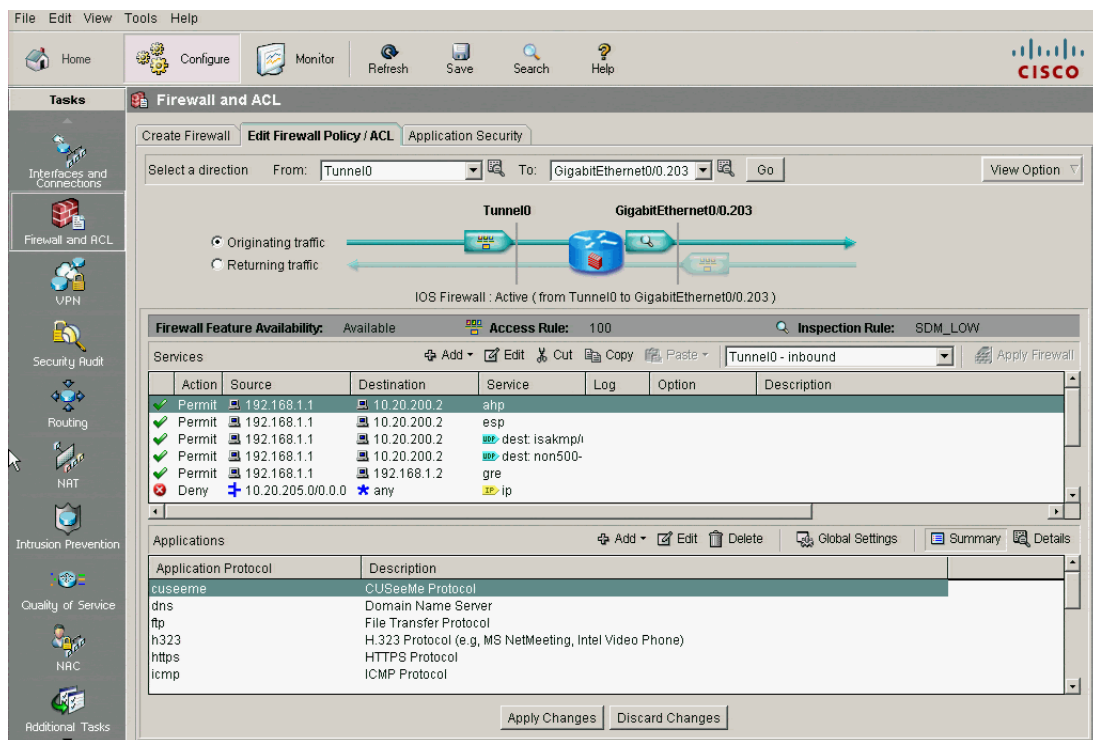 File Edit View Tools Help
Home Configure Monitor Refresh Save Search Help
CISCO
Tasks
Firewall and ACL
Create Firewall Edit Firewall Policy / ACL Application Security
Select a direction From: Tunnel0 To: GigabitEthernet0/0.203 Go View Option
Tunnel0 GigabitEthernet0/0.203
Originating traffic
Returning traffic
IOS Firewall : Active ( from Tunnel0 to GigabitEthernet0/0.203 )
Firewall Feature Availability: Available Access Rule: 100 Inspection Rule: SDM_LOW
Services Add Edit Cut Copy Paste Tunnel0 - inbound Apply Firewall
Action Source Destination Service Log Option Description
Permit 192.168.1.1 10.20.200.2 ahp
Permit 192.168.1.1 10.20.200.2 esp
Permit 192.168.1.1 10.20.200.2 UDP dest: isakmp/
Permit 192.168.1.1 10.20.200.2 UDP dest: non500-
Permit 192.168.1.1 192.168.1.2 gre
Deny 10.20.205.0/0.0.0 any IP ip
Applications Add Edit Delete Global Settings Summary Details
Application Protocol Description
cuseeme CUSeeMe Protocol
dns Domain Name Server
ftp File Transfer Protocol
h323 H.323 Protocol (e.g, MS NetMeeting, Intel Video Phone)
https HTTPS Protocol
icmp ICMP Protocol
Apply Changes Discard Changes
Interfaces and
Connections
Firewall and ACL
VPN
Security Audit
Routing
NAT
Intrusion Prevention
Quality of Service
NAC
Additional Tasks